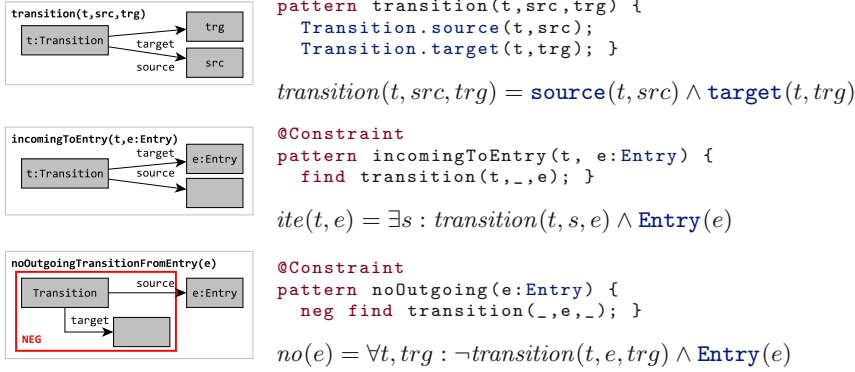 transition(t,src,trg)
t:Transition
trg
target
source
src
pattern transition(t,src,trg) {
Transition.source(t,src);
Transition.target(t,trg); }
transition(t, src, trg) = source(t, src) ∧ target(t, trg)
incomingToEntry(t,e:Entry)
t:Transition
target
e:Entry
source
@Constraint
pattern incomingToEntry(t, e:Entry) {
find transition(t,_,e); }
ite(t, e) = ∃s : transition(t, s, e) ∧ Entry(e)
noOutgoingTransitionFromEntry(e)
Transition
source
e:Entry
target
NEG
@Constraint
pattern noOutgoing(e:Entry) {
neg find transition(_,e,_); }
no(e) = ∀t, trg : ¬transition(t, e, trg) ∧ Entry(e)